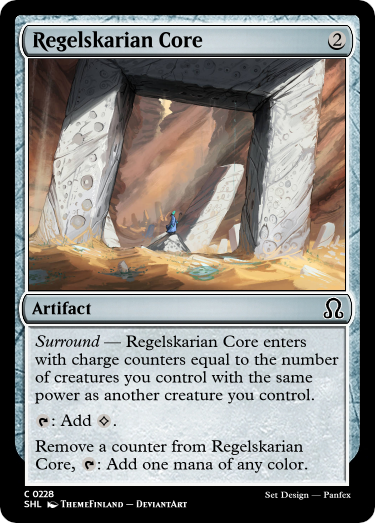 Regelskarian Core 2
Artifact
Surround — Regelskarian Core enters
with charge counters equal to the number
of creatures you control with the same
power as another creature you control.
: Add .
Remove a counter from Regelskarian
Core, : Add one mana of any color.
C 0228
SHL ThemeFinland — DeviantArt
Set Design — Panfex